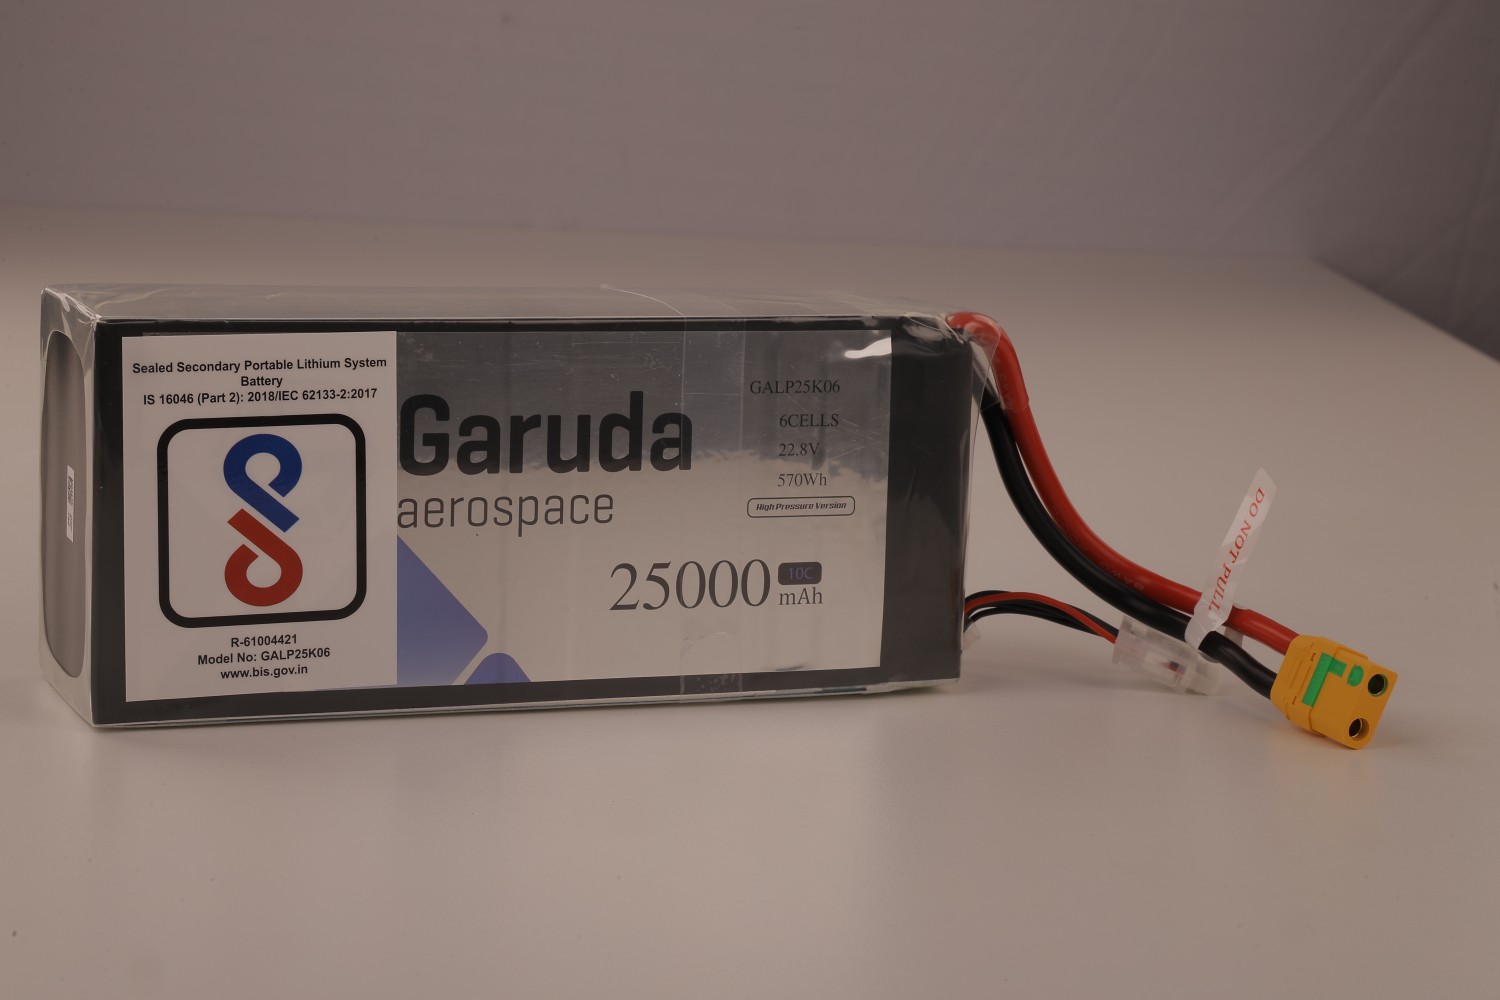 Sealed Secondary Portable Lithium System
Battery
IS 16046 (Part 2): 2018/IEC 62133-2:2017
R-61004421
Model No: GALP25K06
www.bis.gov.in
Garuda
aerospace
GALP25K06
6CELLS
22.8V
570Wh
High Pressure Version
25000
10C
mAh
DO NOT PULL